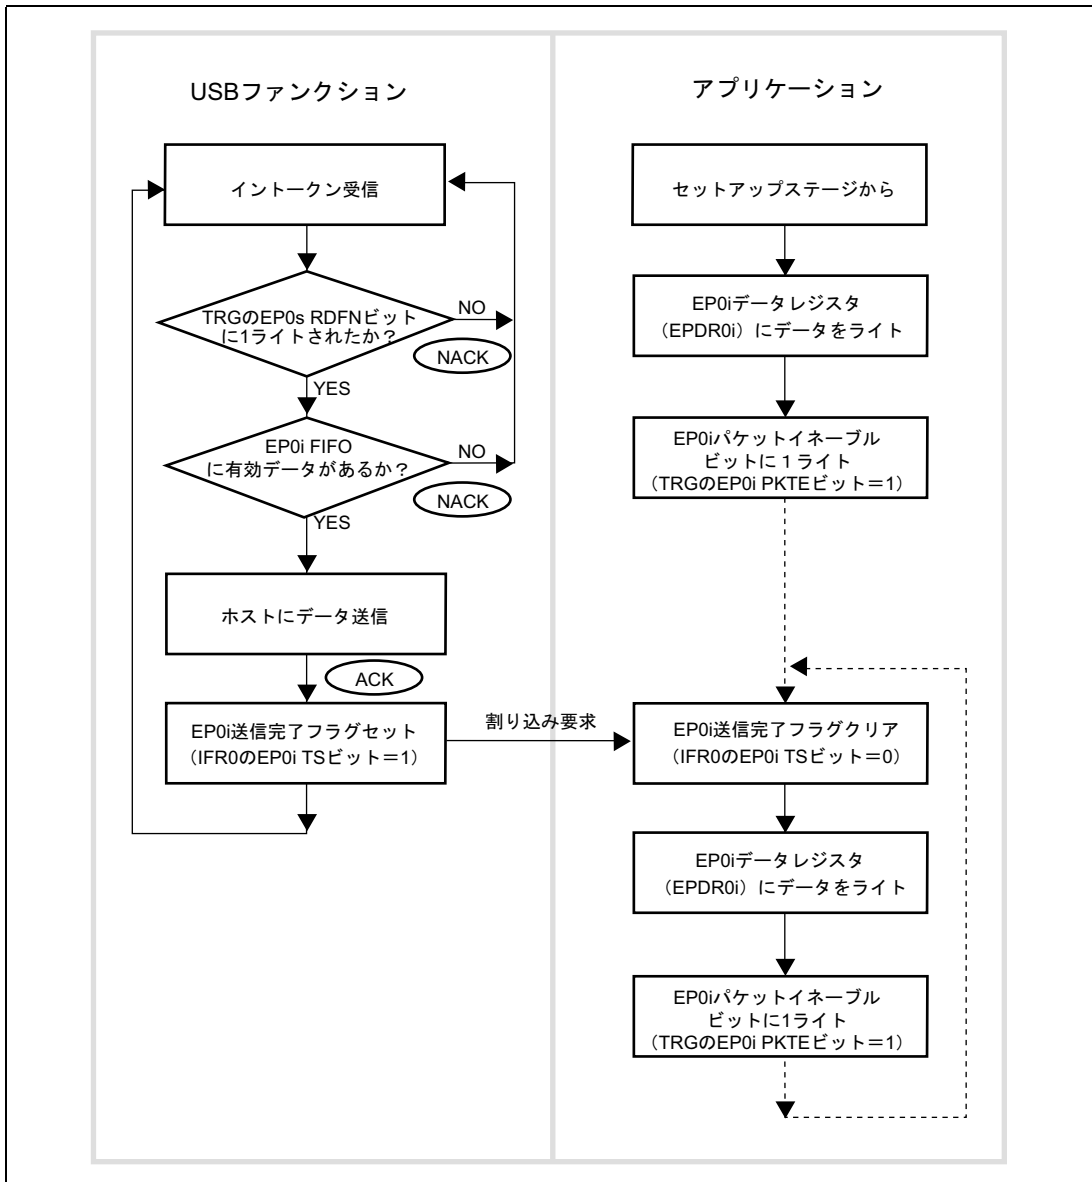 USBファンクション
イントークン受信
TRGのEP0s RDFNビット
に1ライトされたか？
NO
NACK
YES
EP0i FIFO
に有効データがあるか？
NO
NACK
YES
ホストにデータ送信
ACK
EP0i送信完了フラグセット
（IFR0のEP0i TSビット＝1）
割り込み要求
アプリケーション
セットアップステージから
EP0iデータレジスタ
（EPDR0i）にデータをライト
EP0iパケットイネーブル
ビットに１ライト
（TRGのEP0i PKTEビット＝1）
EP0i送信完了フラグクリア
（IFR0のEP0i TSビット＝0）
EP0iデータレジスタ
（EPDR0i）にデータをライト
EP0iパケットイネーブル
ビットに1ライト
（TRGのEP0i PKTEビット＝1）